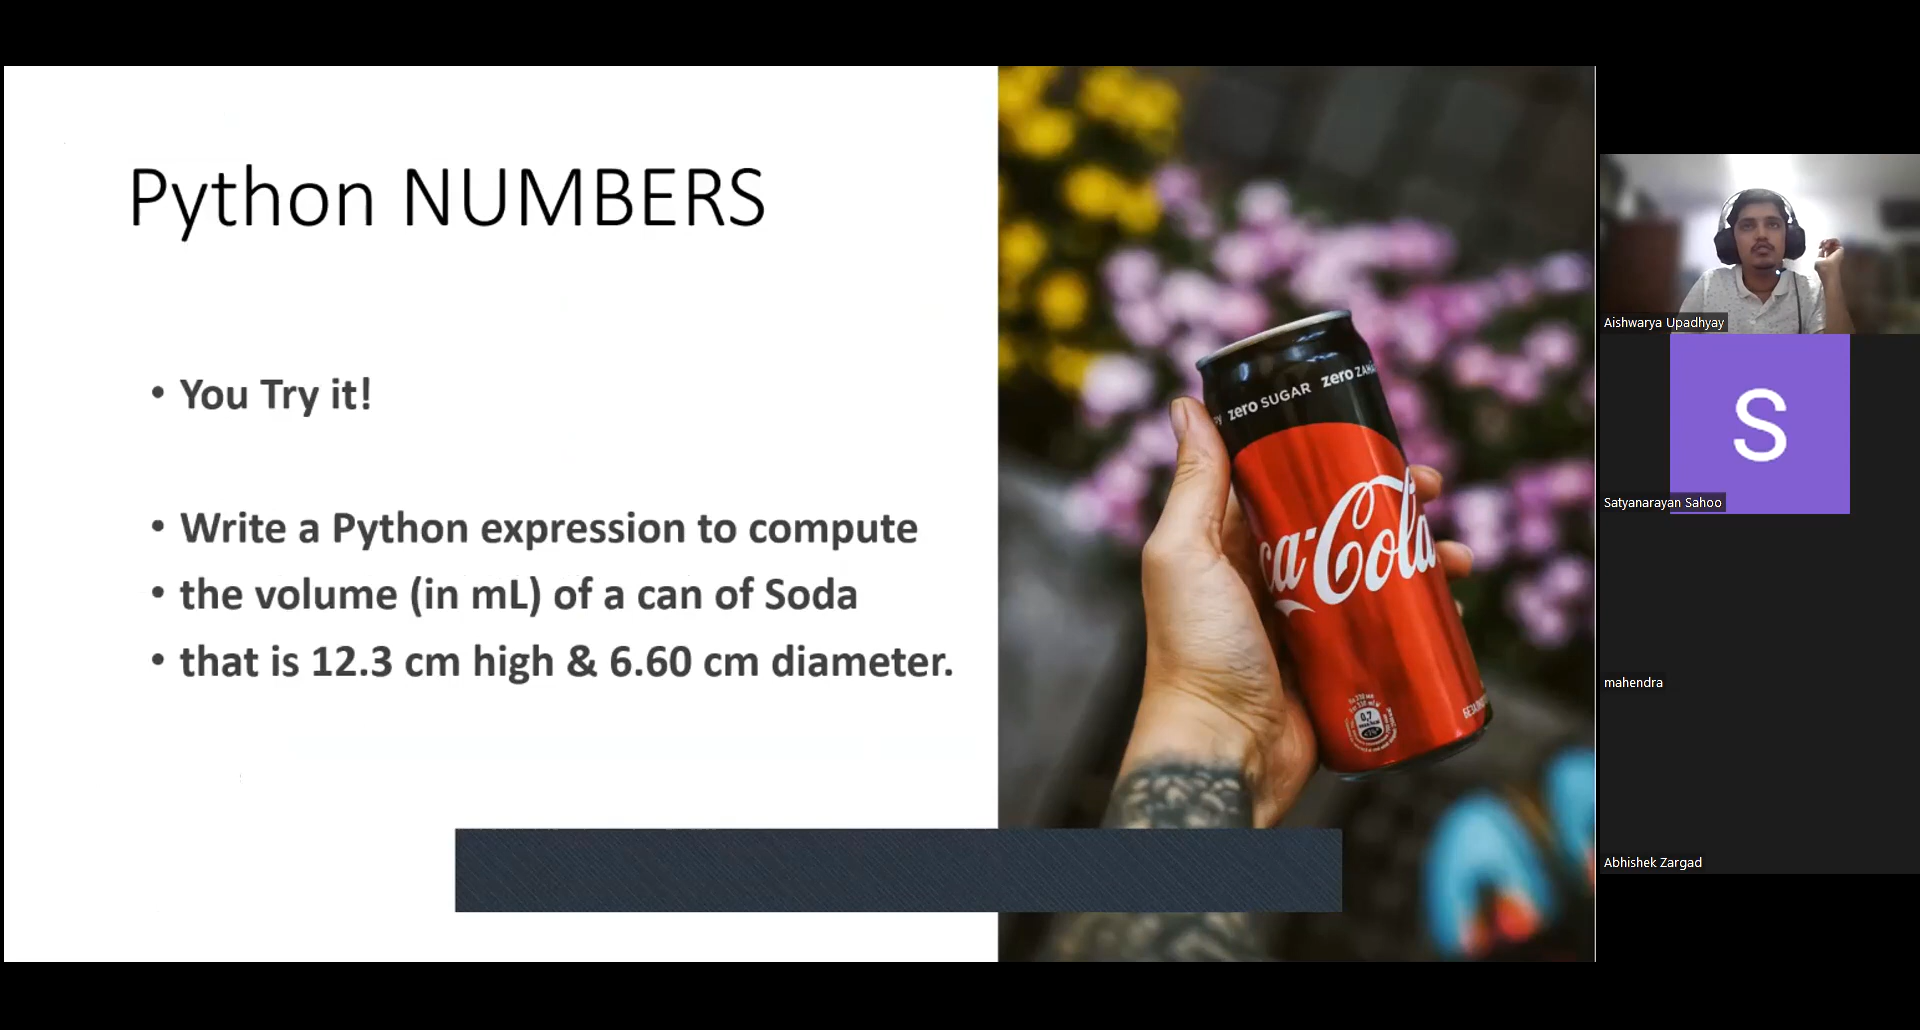 Python NUMBERS
• You Try it!
• Write a Python expression to compute
• the volume (in mL) of a can of Soda
• that is 12.3 cm high & 6.60 cm diameter.
zero SUGAR zero
ca-Cola
0,7
Aishwarya Upadhyay
S
Satyanarayan Sahoo
mahendra
Abhishek Zargad